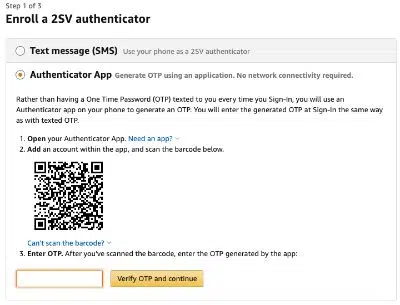 Step 1 of 3
Enroll a 2SV authenticator
Text message (SMS) Use your phone as a 2SV authenticator
Authenticator App Generate OTP using an application. No network connectivity required.
Rather than having a One Time Password (OTP) texted to you every time you Sign-In, you will use an
Authenticator app on your phone to generate an OTP. You will enter the generated OTP at Sign-In the same way
as with texted OTP.
1. Open your Authenticator App. Need an app?
2. Add an account within the app, and scan the barcode below.
Can't scan the barcode?
3. Enter OTP. After you've scanned the barcode, enter the OTP generated by the app:
Verify OTP and continue